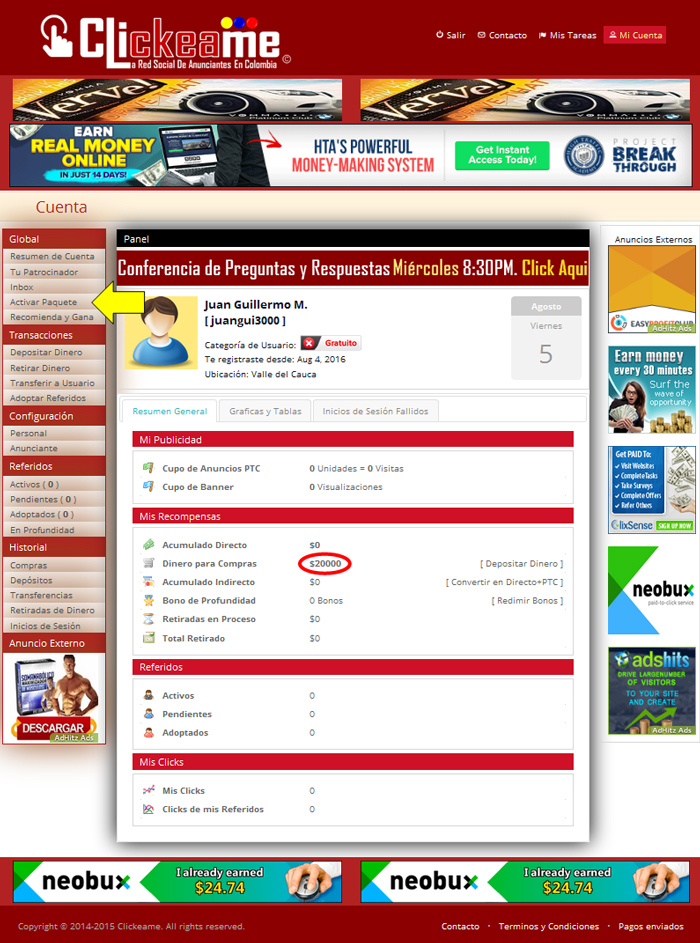 CLickeame
a Red Social De Anunciantes En Colombia ©
Salir
Contacto
Mis Tareas
Mi Cuenta
Verve!
Platinum Club
Verve!
Platinum Club
EARN
REAL MONEY
ONLINE
IN JUST 14 DAYS!
HTA'S POWERFUL
MONEY-MAKING SYSTEM
Get Instant
Access Today!
PROJECT
BREAK
THROUGH
Cuenta
Global
Resumen de Cuenta
Tu Patrocinador
Inbox
Activar Paquete
Recomienda y Gana
Transacciones
Depositar Dinero
Retirar Dinero
Transferir a Usuario
Adoptar Referidos
Configuración
Personal
Anunciante
Referidos
Activos ( 0 )
Pendientes ( 0 )
Adoptados ( 0 )
En Profundidad
Historial
Compras
Depósitos
Transferencias
Retiradas de Dinero
Inicios de Sesión
Anuncio Externo
DESCARGAR
AdHitz Ads
Panel
Conferencia de Preguntas y Respuestas Miércoles 8:30PM. Click Aqui
Juan Guillermo M.
[ juangui3000 ]
Categoría de Usuario: Gratuito
Te registraste desde: Aug 4, 2016
Ubicación: Valle del Cauca
Agosto
Viernes
5
Resumen General
Graficas y Tablas
Inicios de Sesión Fallidos
Mi Publicidad
Cupo de Anuncios PTC 0 Unidades = 0 Visitas
Cupo de Banner 0 Visualizaciones
Mis Recompensas
Acumulado Directo $0
Dinero para Compras $20000 [ Depositar Dinero ]
Acumulado Indirecto $0 [ Convertir en Directo+PTC ]
Bono de Profundidad 0 Bonos [ Redimir Bonos ]
Retiradas en Proceso $0
Total Retirado $0
Referidos
Activos 0
Pendientes 0
Adoptados 0
Mis Clicks
Mis Clicks 0
Clicks de mis Referidos 0
Anuncios Externos
EASYPROFITCLUB
AdHitz Ads
Earn money
every 30 minutes
Surf the
wave of
opportunity
Get PAID To:
Visit Websites
Complete Tasks
Take Surveys
Complete Offers
Refer Others
ClixSense SIGN UP NOW
neobux
paid-to-click service
adshits
DRIVE LARGENUMBER
OF VISITORS
TO YOUR SITE
AND CREATE
AdHitz Ads
neobux
I already earned
$24.74
neobux
I already earned
$24.74
Copyright © 2014-2015 Clickeame. All rights reserved.
Contacto · Terminos y Condiciones · Pagos enviados